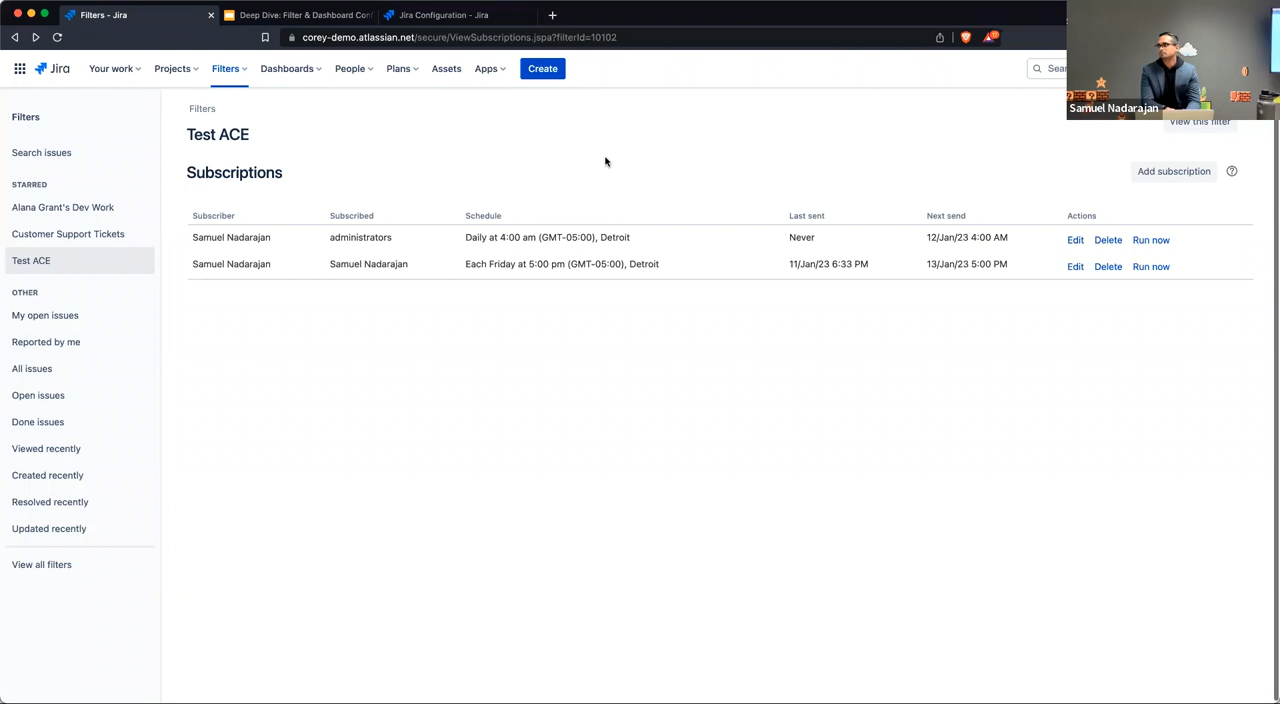 Filters - Jira
Deep Dive: Filter & Dashboard Con
Jira Configuration - Jira
corey-demo.atlassian.net/secure/ViewSubscriptions.jspa?filterId=10102
Jira Your work Projects Filters Dashboards People Plans Assets Apps Create Sear
Samuel Nadarajan
View this filter
Filters
Search issues
STARRED
Alana Grant's Dev Work
Customer Support Tickets
Test ACE
OTHER
My open issues
Reported by me
All issues
Open issues
Done issues
Viewed recently
Created recently
Resolved recently
Updated recently
View all filters
Filters
Test ACE
Subscriptions
Add subscription
Subscriber Subscribed Schedule Last sent Next send Actions
Samuel Nadarajan administrators Daily at 4:00 am (GMT-05:00), Detroit Never 12/Jan/23 4:00 AM Edit Delete Run now
Samuel Nadarajan Samuel Nadarajan Each Friday at 5:00 pm (GMT-05:00), Detroit 11/Jan/23 6:33 PM 13/Jan/23 5:00 PM Edit Delete Run now